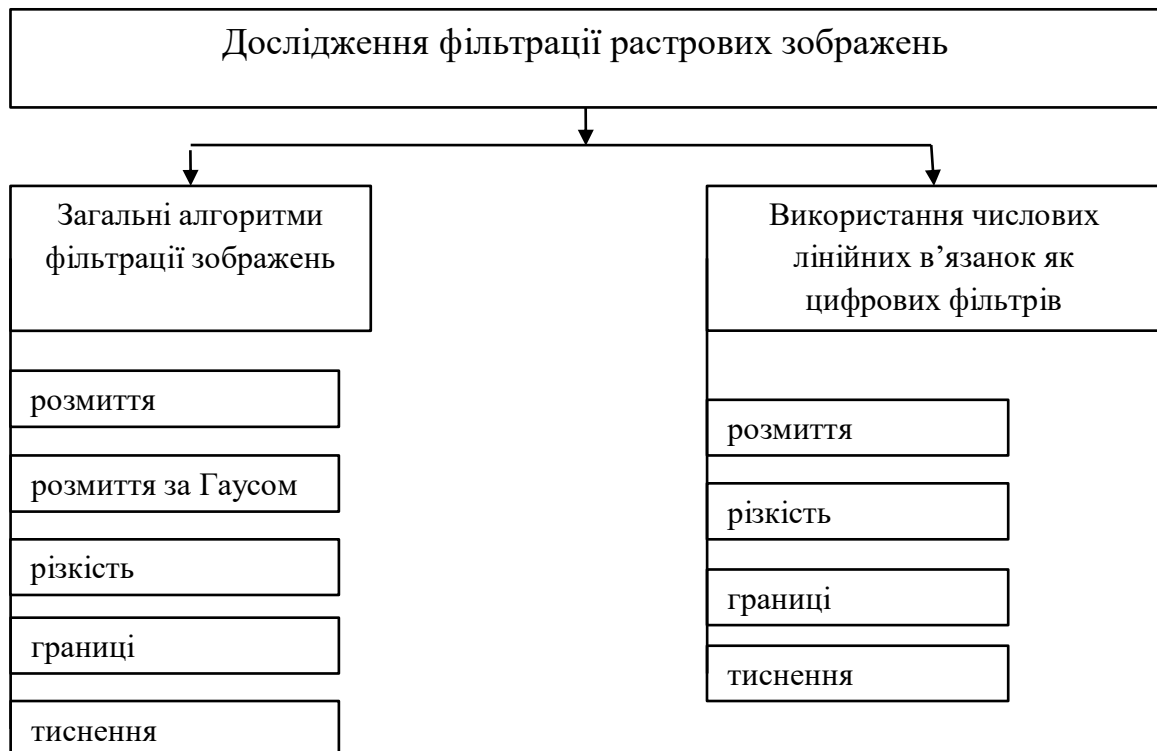 Дослідження фільтрації растрових зображень
Загальні алгоритми
фільтрації зображень
розмиття
розмиття за Гаусом
різкість
границі
тиснення
Використання числових
лінійних в’язанок як
цифрових фільтрів
розмиття
різкість
границі
тиснення